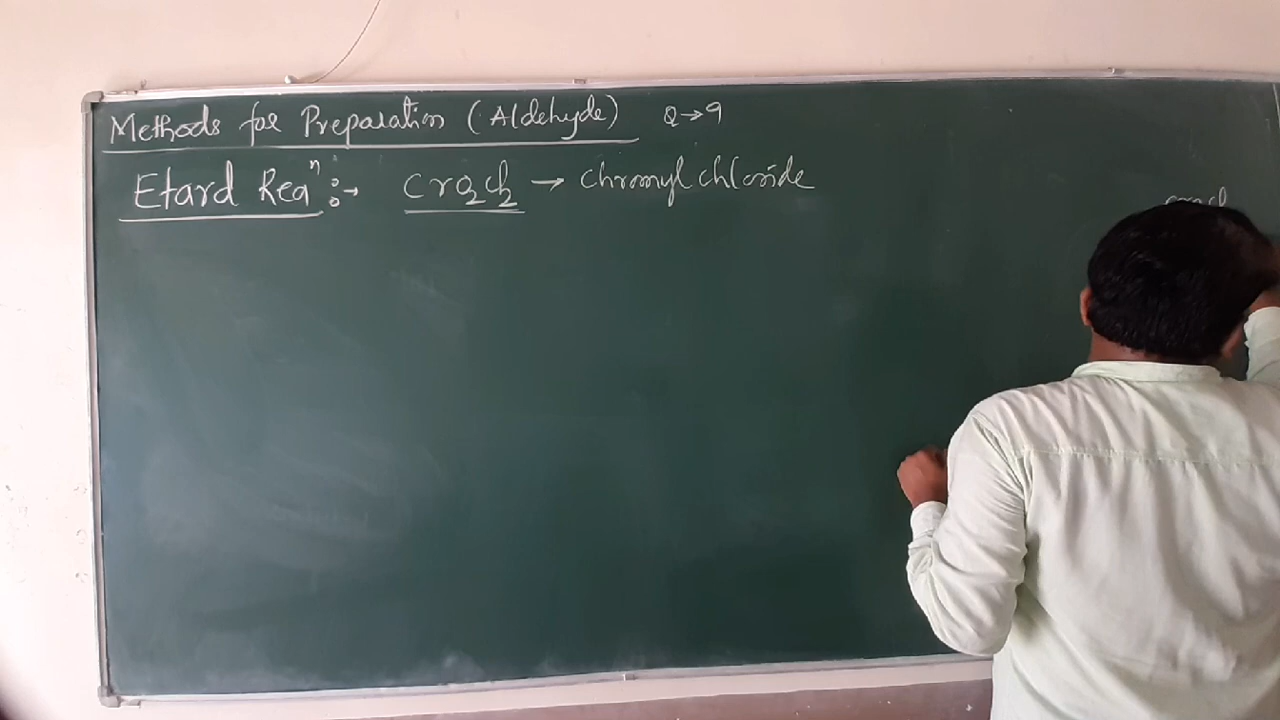 Methods for Preparation (Aldehyde) Q→9
Etard Reaⁿ :→ CrO₂Cl₂ → Chromyl chloride